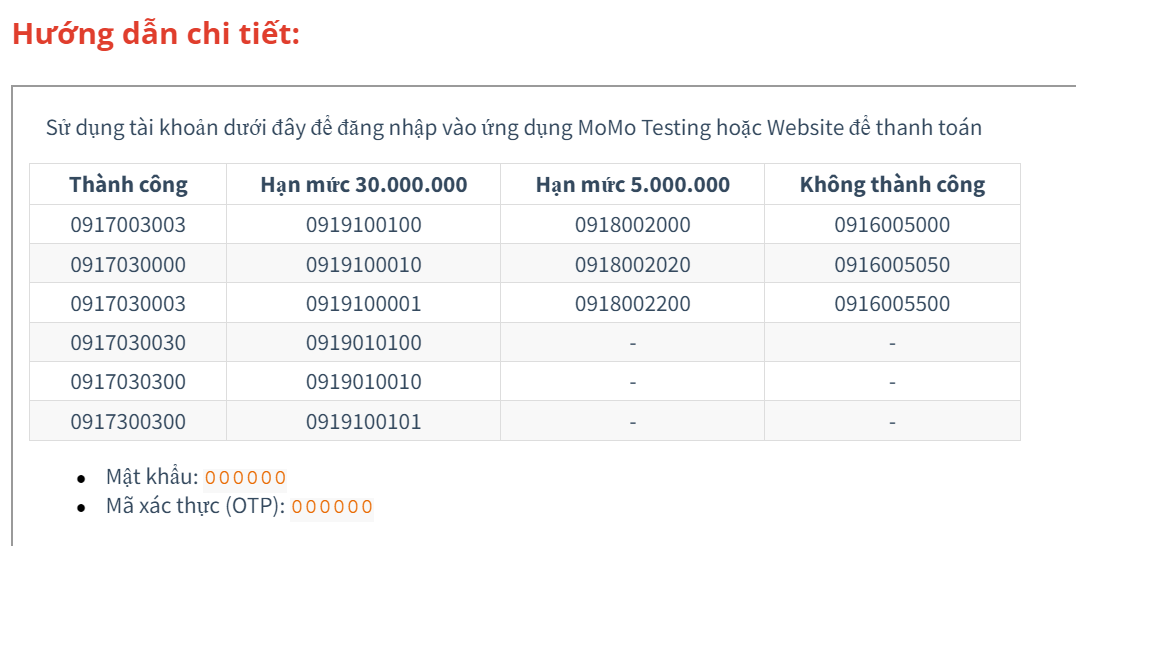 Hướng dẫn chi tiết:
Sử dụng tài khoản dưới đây để đăng nhập vào ứng dụng MoMo Testing hoặc Website để thanh toán
Thành công Hạn mức 30.000.000 Hạn mức 5.000.000 Không thành công
0917003003 0919100100 0918002000 0916005000
0917030000 0919100010 0918002020 0916005050
0917030003 0919100001 0918002200 0916005500
0917030030 0919010100 - -
0917030300 0919010010 - -
0917300300 0919100101 - -
• Mật khẩu: 000000
• Mã xác thực (OTP): 000000